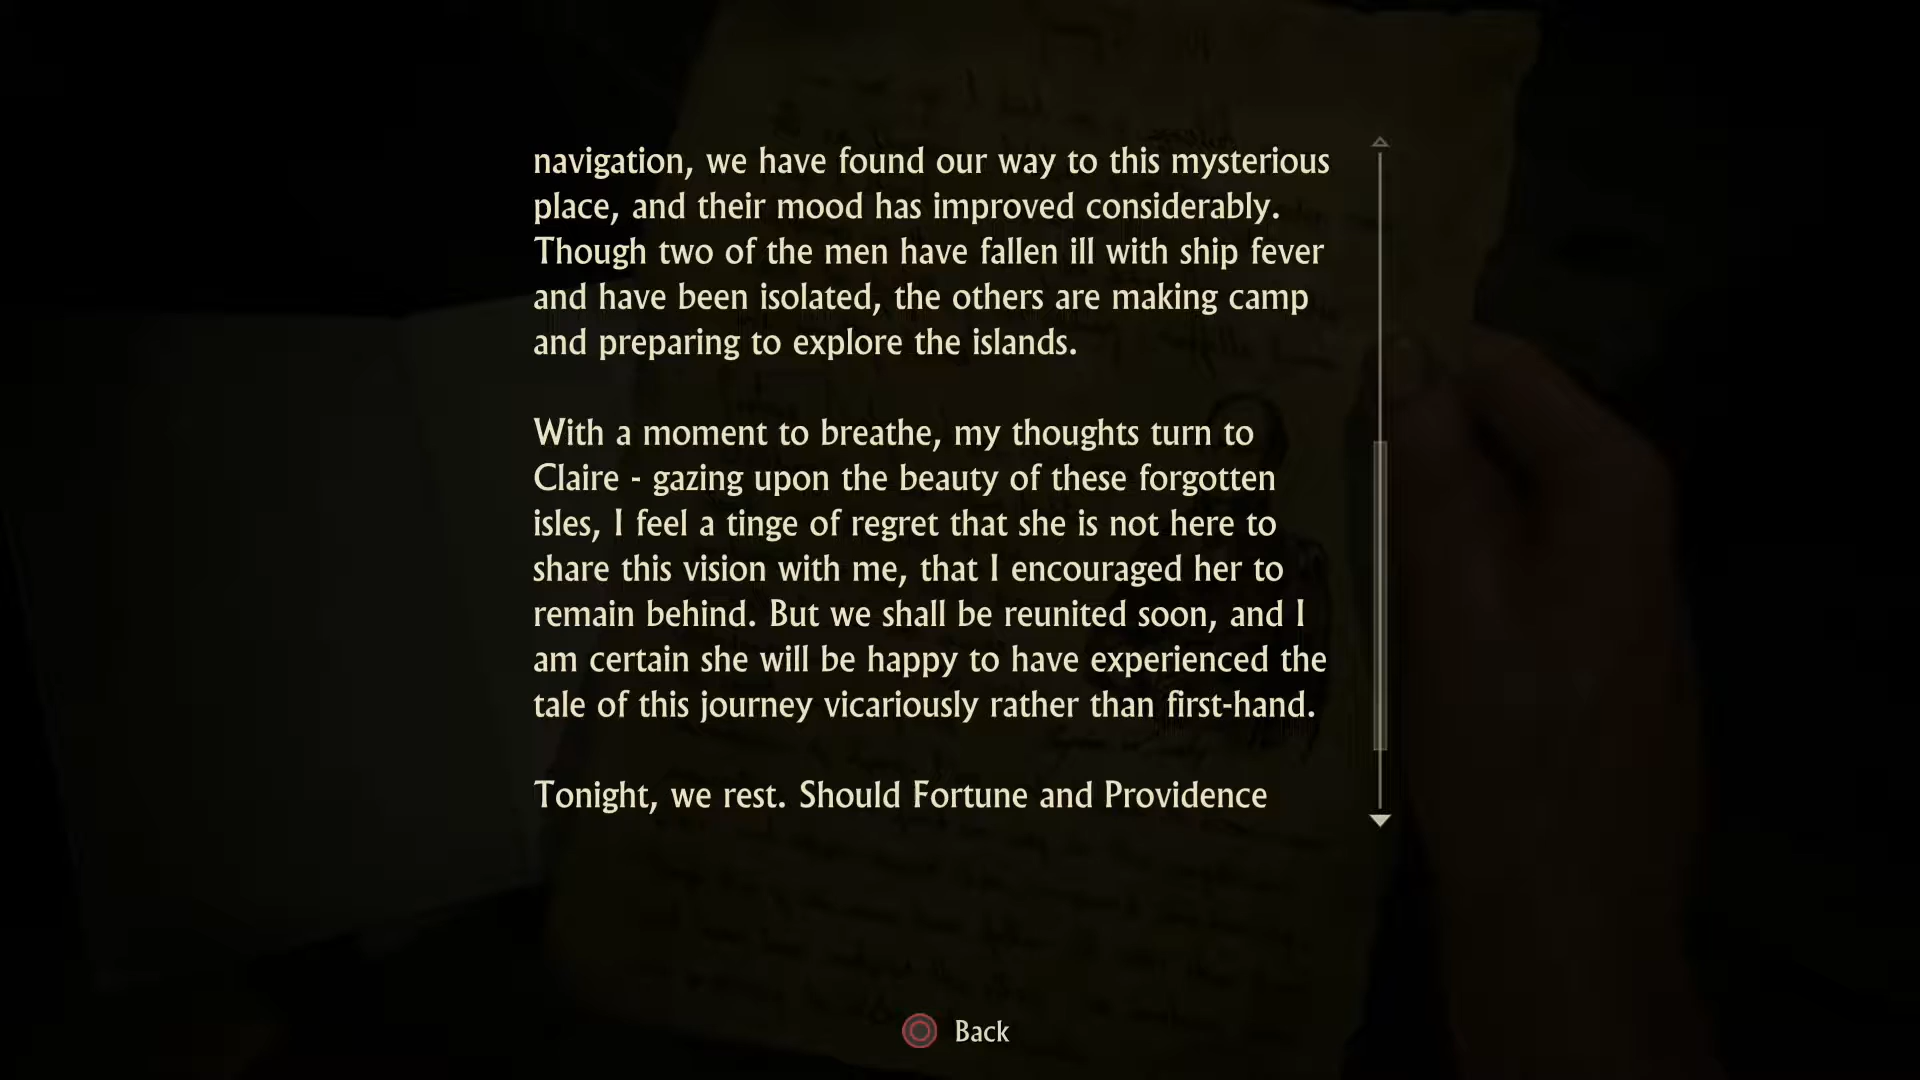 navigation, we have found our way to this mysterious
place, and their mood has improved considerably.
Though two of the men have fallen ill with ship fever
and have been isolated, the others are making camp
and preparing to explore the islands.
With a moment to breathe, my thoughts turn to
Claire - gazing upon the beauty of these forgotten
isles, I feel a tinge of regret that she is not here to
share this vision with me, that I encouraged her to
remain behind. But we shall be reunited soon, and I
am certain she will be happy to have experienced the
tale of this journey vicariously rather than first-hand.
Tonight, we rest. Should Fortune and Providence
Back